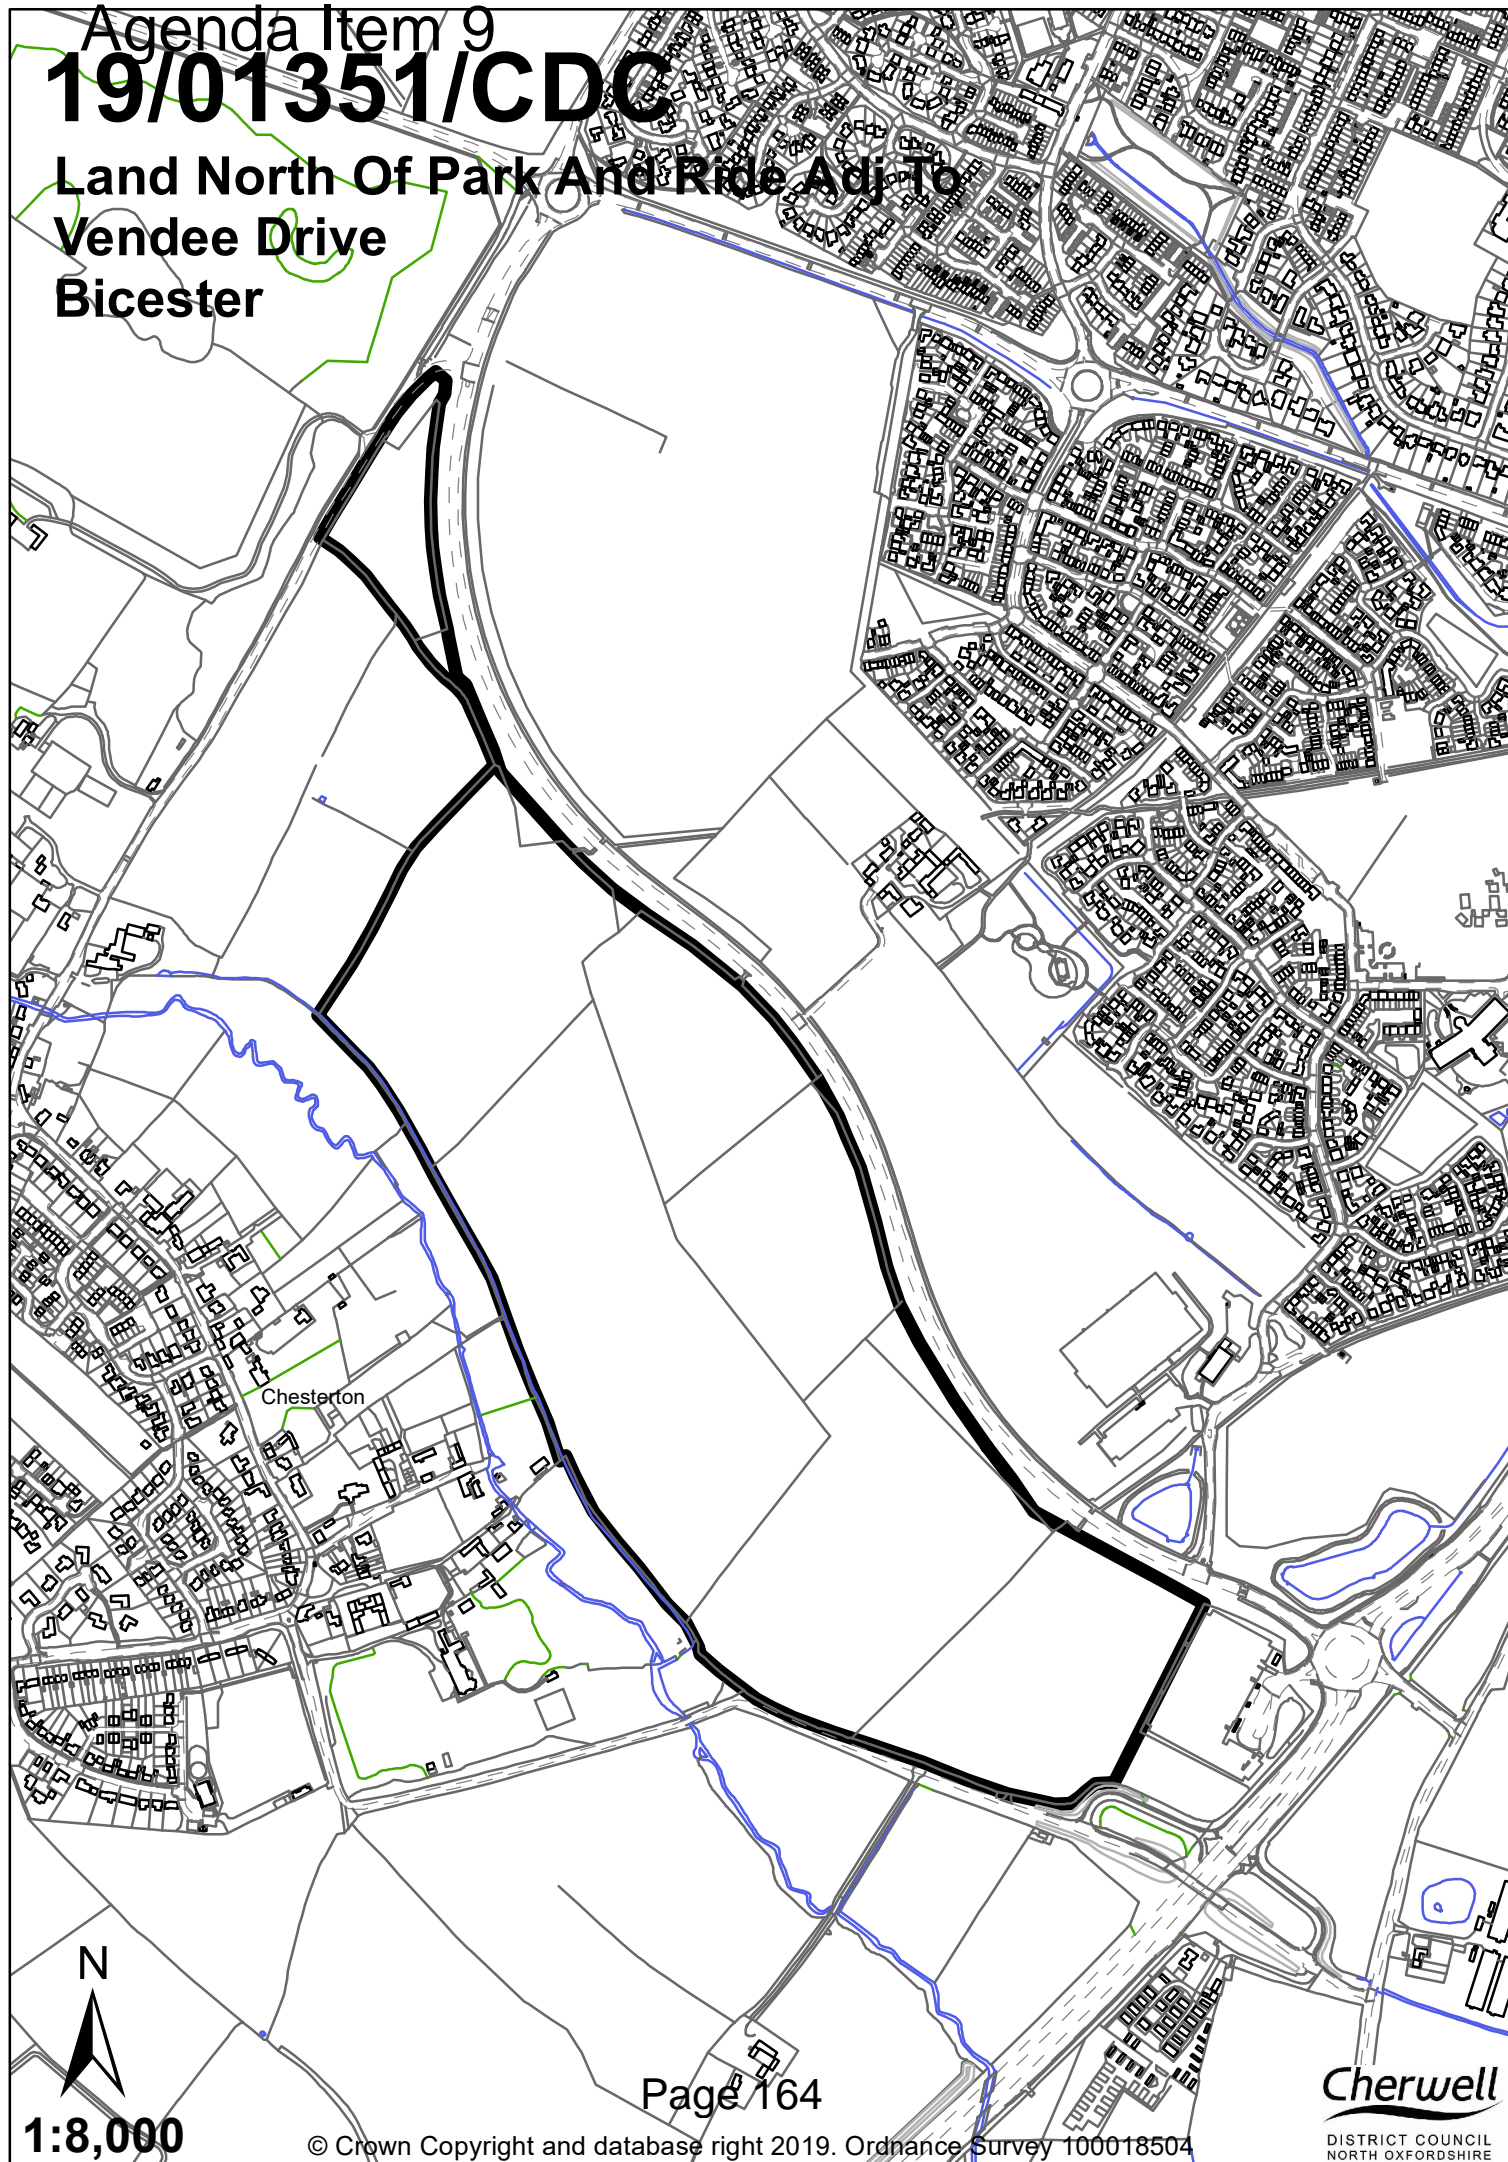 Agenda Item 9
19/01351/CDC
Land North Of Park And Ride Adj To
Vendee Drive
Bicester
Chesterton
N
1:8,000
Page 164
© Crown Copyright and database right 2019. Ordnance Survey 100018504
Cherwell
DISTRICT COUNCIL
NORTH OXFORDSHIRE